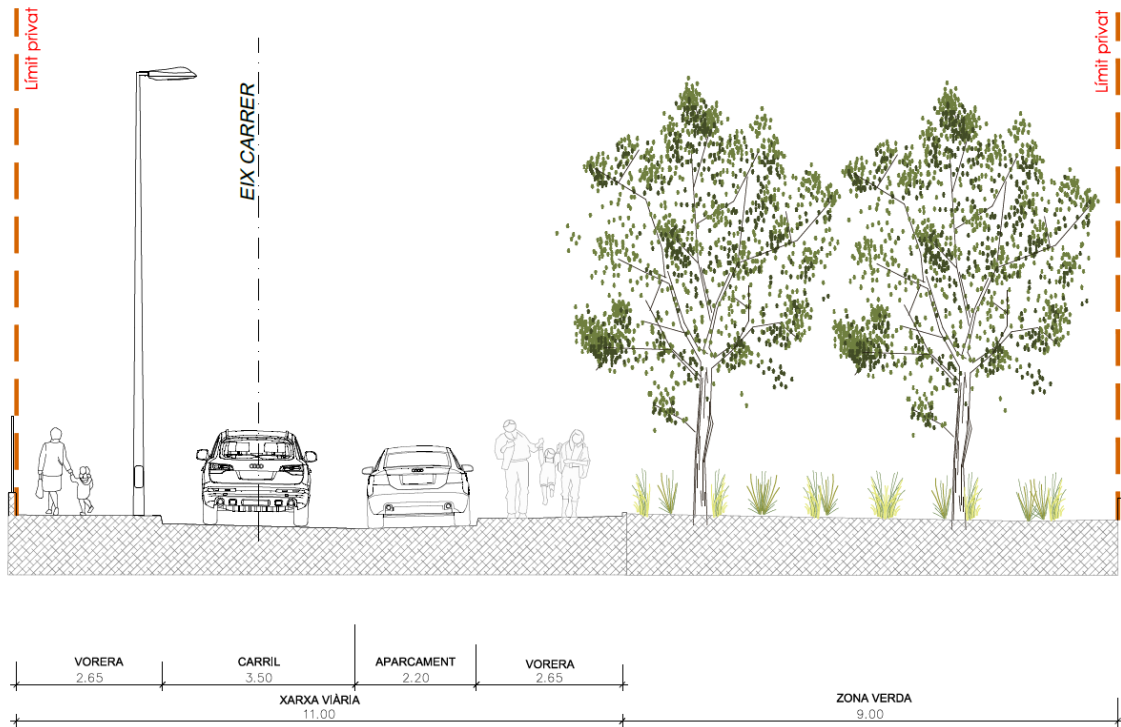 Límit privat
EIX CARRER
Límit privat
VORERA
2.65
CARRIL
3.50
APARCAMENT
2.20
VORERA
2.65
XARXA VIÀRIA
11.00
ZONA VERDA
9.00